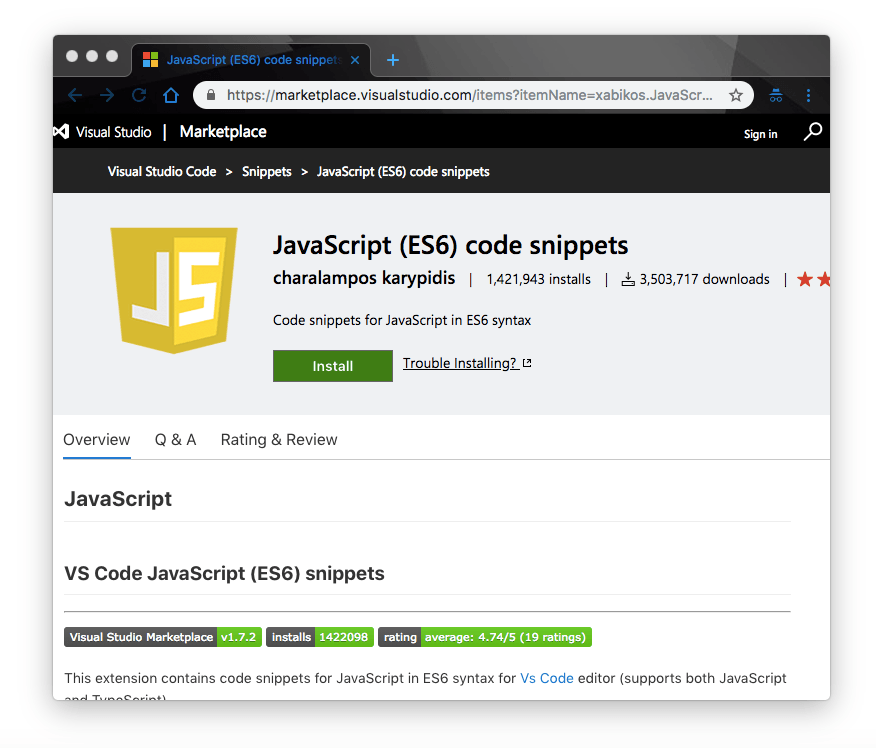 JavaScript (ES6) code snippets
https://marketplace.visualstudio.com/items?itemName=xabikos.JavaScr...
Visual Studio | Marketplace
Sign in
Visual Studio Code > Snippets > JavaScript (ES6) code snippets
JS
JavaScript (ES6) code snippets
charalampos karypidis | 1,421,943 installs | 3,503,717 downloads |
Code snippets for JavaScript in ES6 syntax
Install Trouble Installing?
Overview Q & A Rating & Review
JavaScript
VS Code JavaScript (ES6) snippets
Visual Studio Marketplace v1.7.2 installs 1422098 rating average: 4.74/5 (19 ratings)
This extension contains code snippets for JavaScript in ES6 syntax for Vs Code editor (supports both JavaScript
and TypeScript)